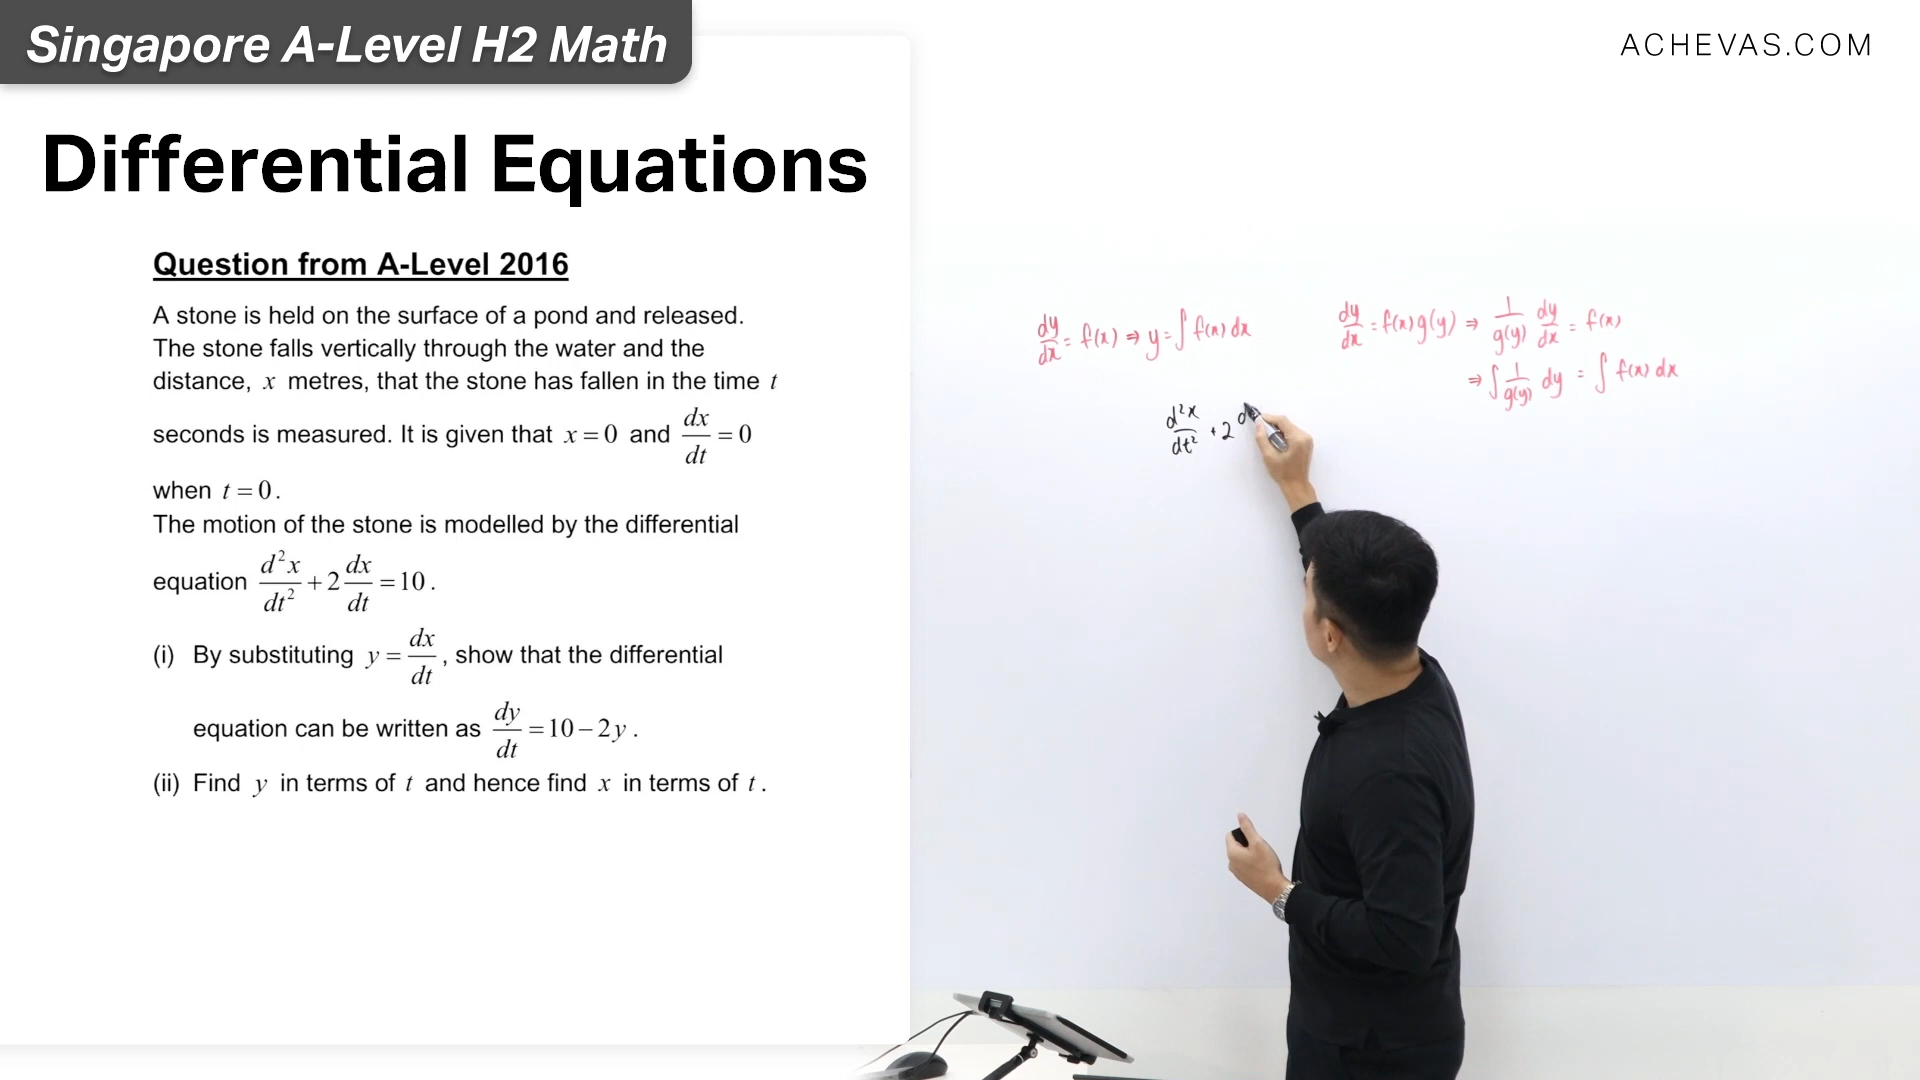 Singapore A-Level H2 Math
ACHEVAS.COM
Differential Equations
Question from A-Level 2016
A stone is held on the surface of a pond and released.
The stone falls vertically through the water and the
distance, x metres, that the stone has fallen in the time t
seconds is measured. It is given that x = 0 and dx/dt = 0
when t = 0.
The motion of the stone is modelled by the differential
equation d²x/dt² + 2 dx/dt = 10.
(i) By substituting y = dx/dt, show that the differential
equation can be written as dy/dt = 10 − 2y.
(ii) Find y in terms of t and hence find x in terms of t.
dy/dx = f(x) ⇒ y = ∫ f(x) dx
dy/dx = f(x) g(y) ⇒ 1/g(y) dy/dx = f(x)
⇒ ∫ 1/g(y) dy = ∫ f(x) dx
d²x/dt² + 2 d